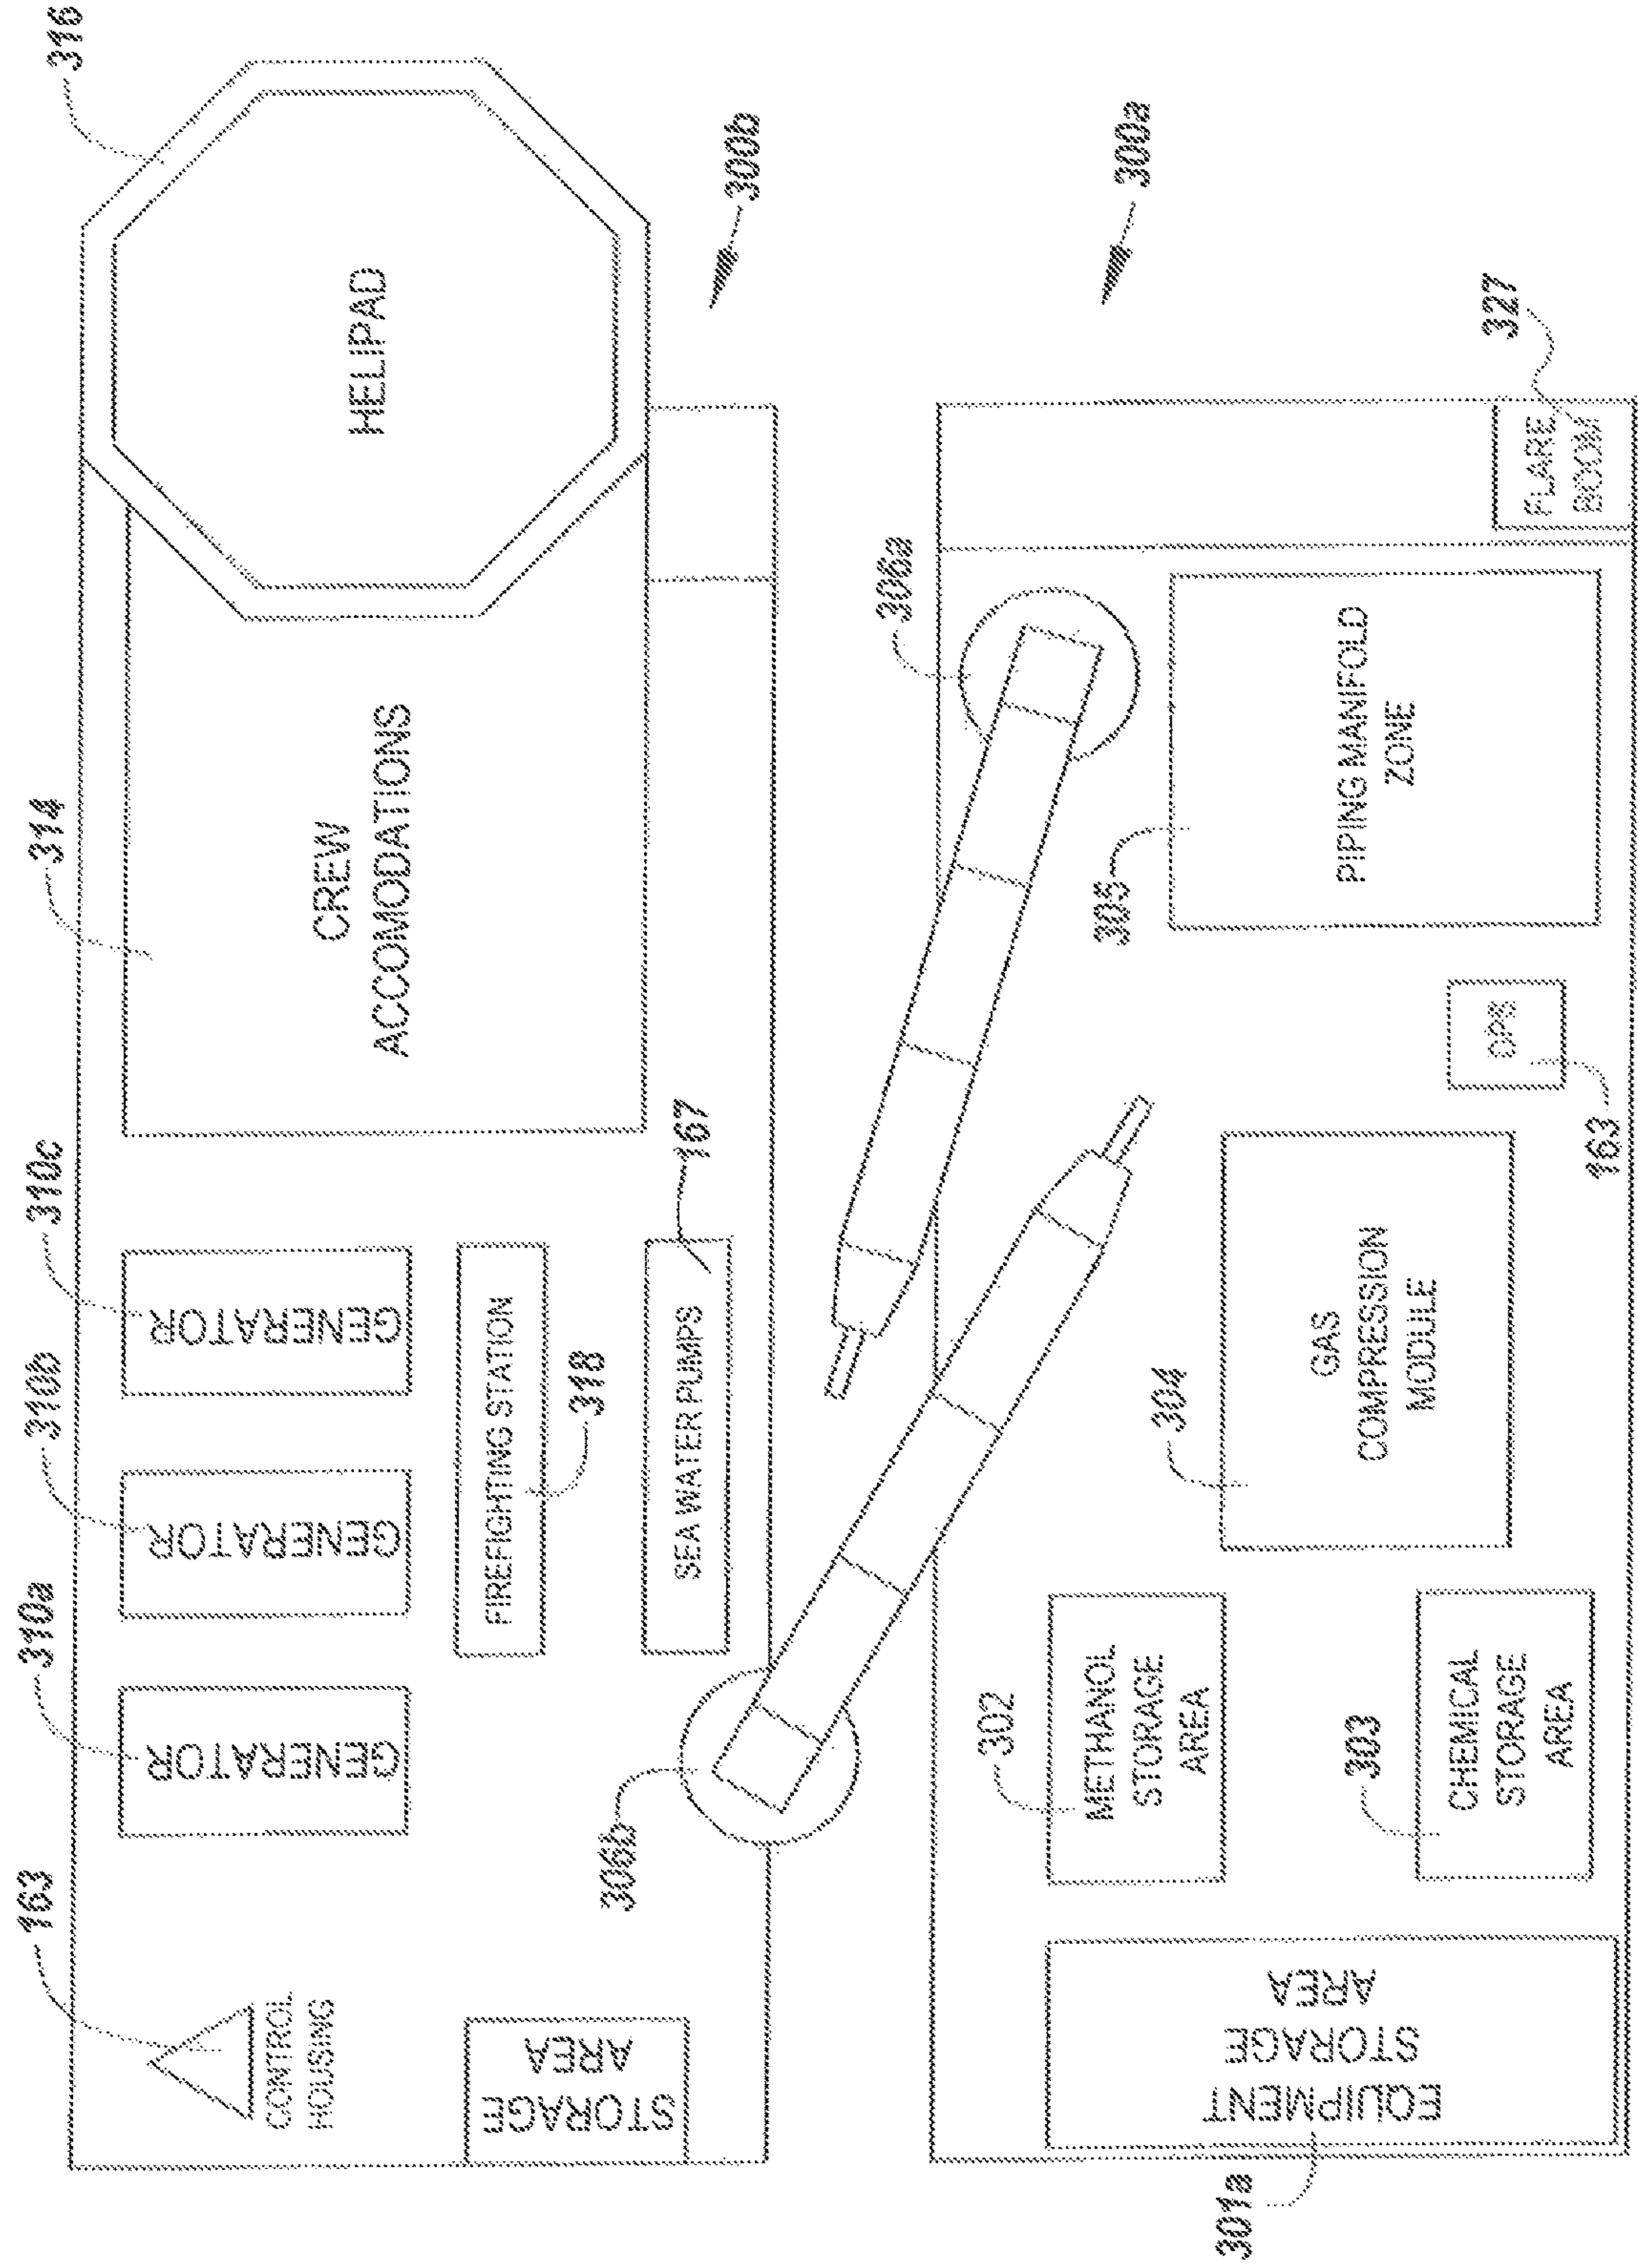 316
HELIPAD
300b
300a
327
FLARE
BOOM
306a
314
CREW
ACCOMODATIONS
305
PIPING MANIFOLD
ZONE
DPS
163
310c
GENERATOR
310b
GENERATOR
310a
GENERATOR
FIREFIGHTING STATION
318
167
SEA WATER PUMPS
304
GAS
COMPRESSION
MODULE
306b
302
METHANOL
STORAGE
AREA
303
CHEMICAL
STORAGE
AREA
163
CONTROL
HOUSING
STORAGE
AREA
EQUIPMENT
STORAGE
AREA
301a